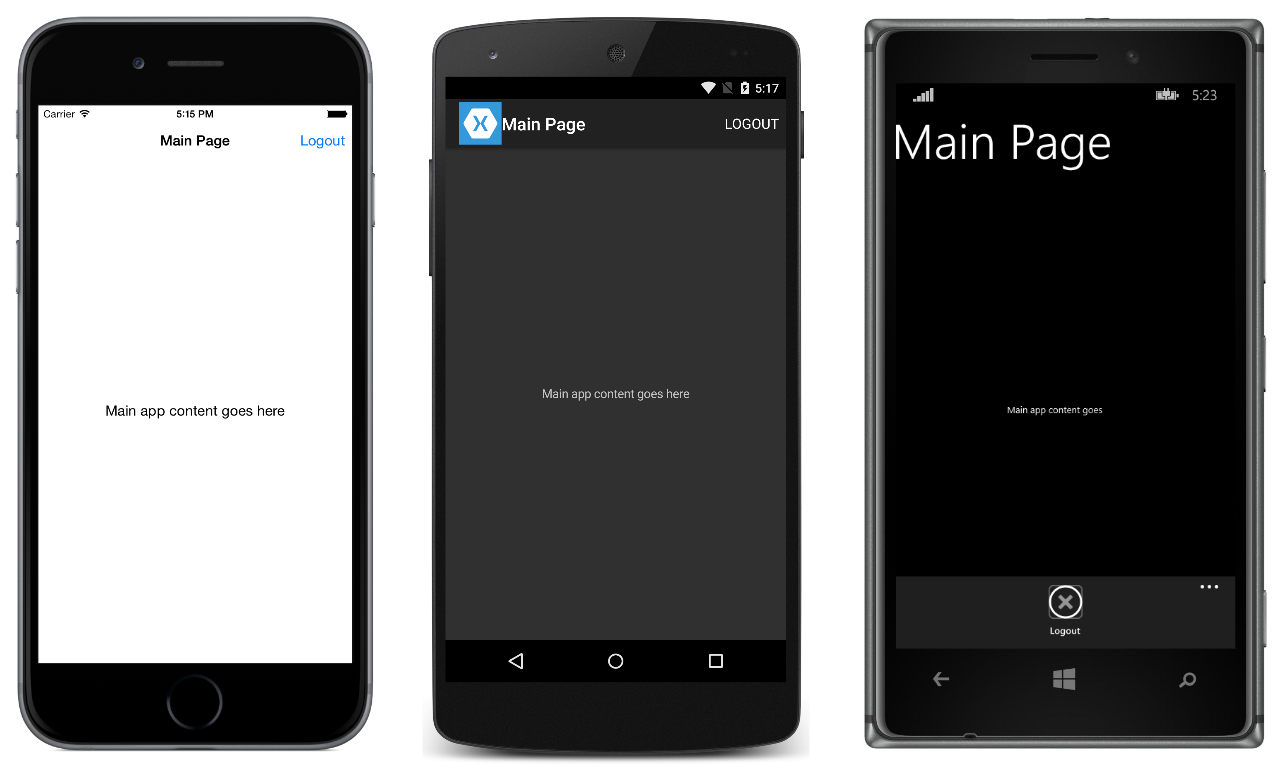 Carrier 5:15 PM
Main Page Logout
Main app content goes here
5:17
Main Page LOGOUT
Main app content goes here
5:23
Main Page
Main app content goes
Logout